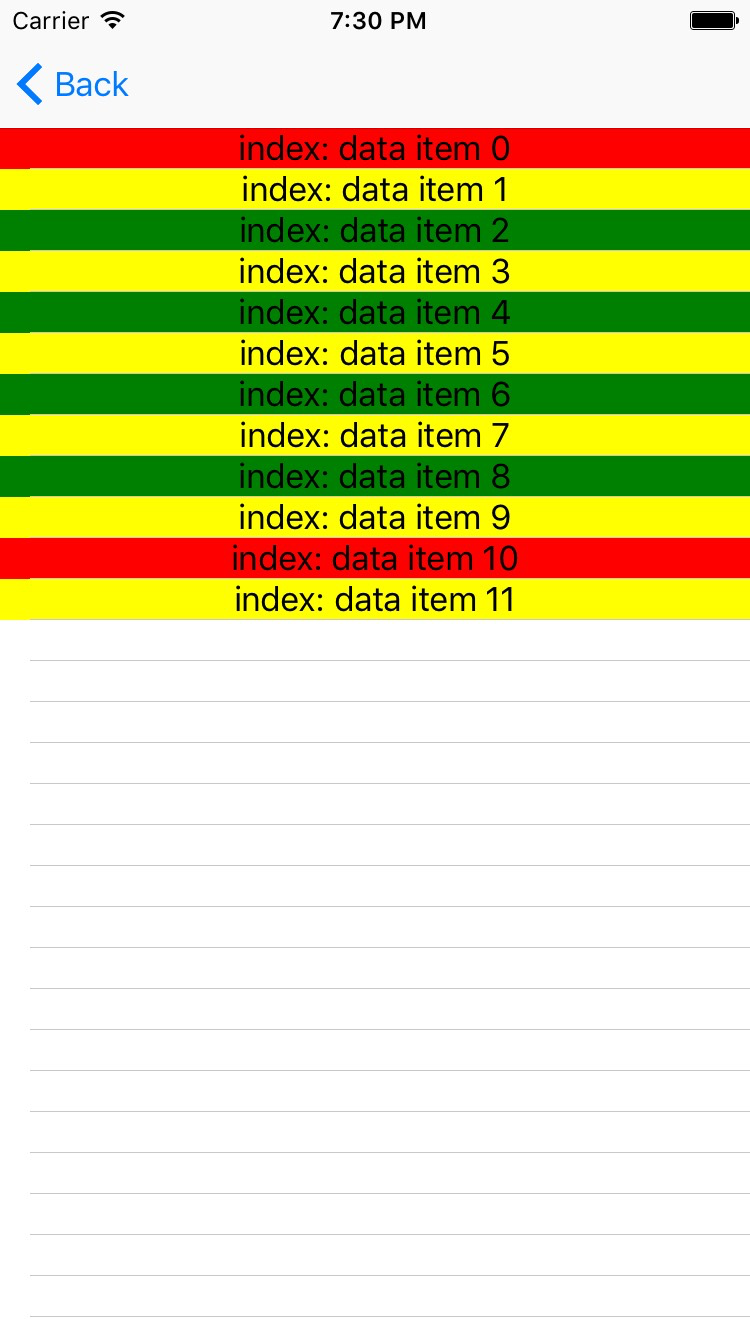 Carrier 7:30 PM
Back
index: data item 0
index: data item 1
index: data item 2
index: data item 3
index: data item 4
index: data item 5
index: data item 6
index: data item 7
index: data item 8
index: data item 9
index: data item 10
index: data item 11